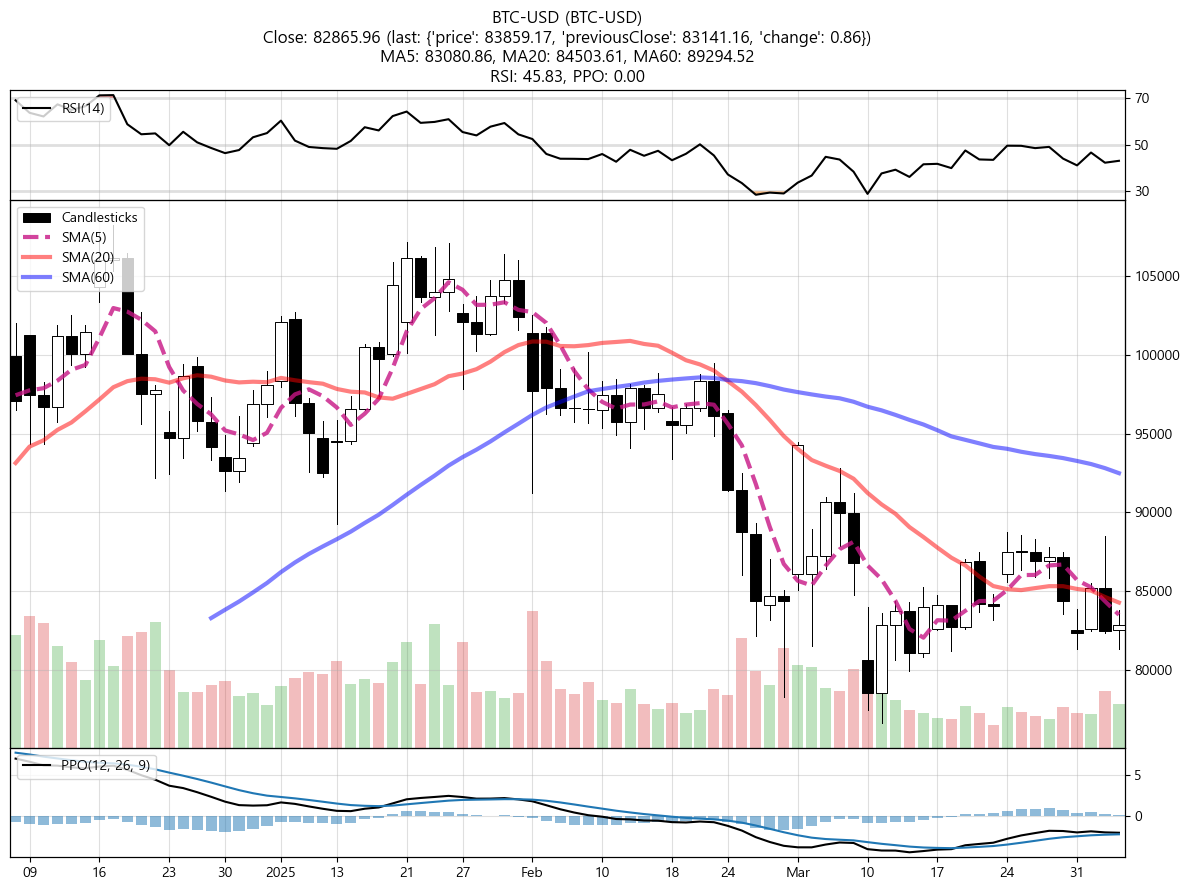 BTC-USD (BTC-USD)
Close: 82865.96 (last: {'price': 83859.17, 'previousClose': 83141.16, 'change': 0.86})
MA5: 83080.86, MA20: 84503.61, MA60: 89294.52
RSI: 45.83, PPO: 0.00
RSI(14)
70
50
30
Candlesticks
SMA(5)
SMA(20)
SMA(60)
105000
100000
95000
90000
85000
80000
PPO(12, 26, 9)
5
0
09 16 23 30 2025 13 21 27 Feb 10 18 24 Mar 10 17 24 31